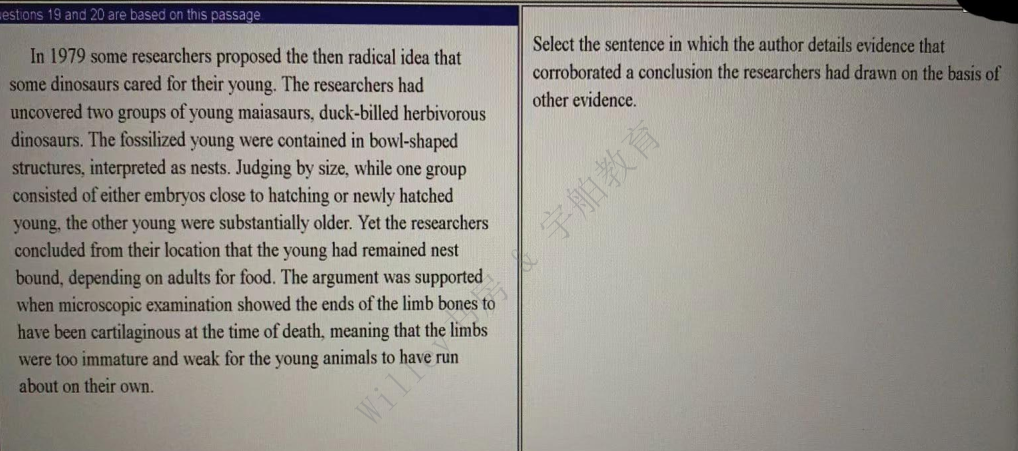 estions 19 and 20 are based on this passage
In 1979 some researchers proposed the then radical idea that
some dinosaurs cared for their young. The researchers had
uncovered two groups of young maiasaurs, duck-billed herbivorous
dinosaurs. The fossilized young were contained in bowl-shaped
structures, interpreted as nests. Judging by size, while one group
consisted of either embryos close to hatching or newly hatched
young, the other young were substantially older. Yet the researchers
concluded from their location that the young had remained nest
bound, depending on adults for food. The argument was supported
when microscopic examination showed the ends of the limb bones to
have been cartilaginous at the time of death, meaning that the limbs
were too immature and weak for the young animals to have run
about on their own.
Select the sentence in which the author details evidence that
corroborated a conclusion the researchers had drawn on the basis of
other evidence.
& 宇舶教育